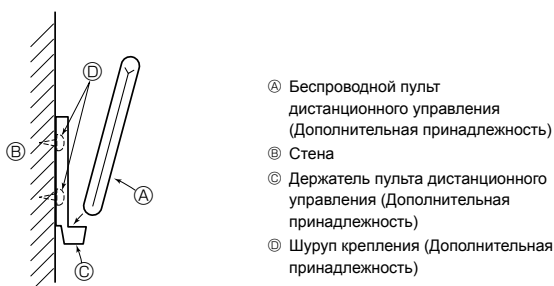 Ⓓ
Ⓑ
Ⓐ
Ⓒ
Ⓐ Беспроводной пульт
дистанционного управления
(Дополнительная принадлежность)
Ⓑ Стена
Ⓒ Держатель пульта дистанционного
управления (Дополнительная
принадлежность)
Ⓓ Шуруп крепления (Дополнительная
принадлежность)